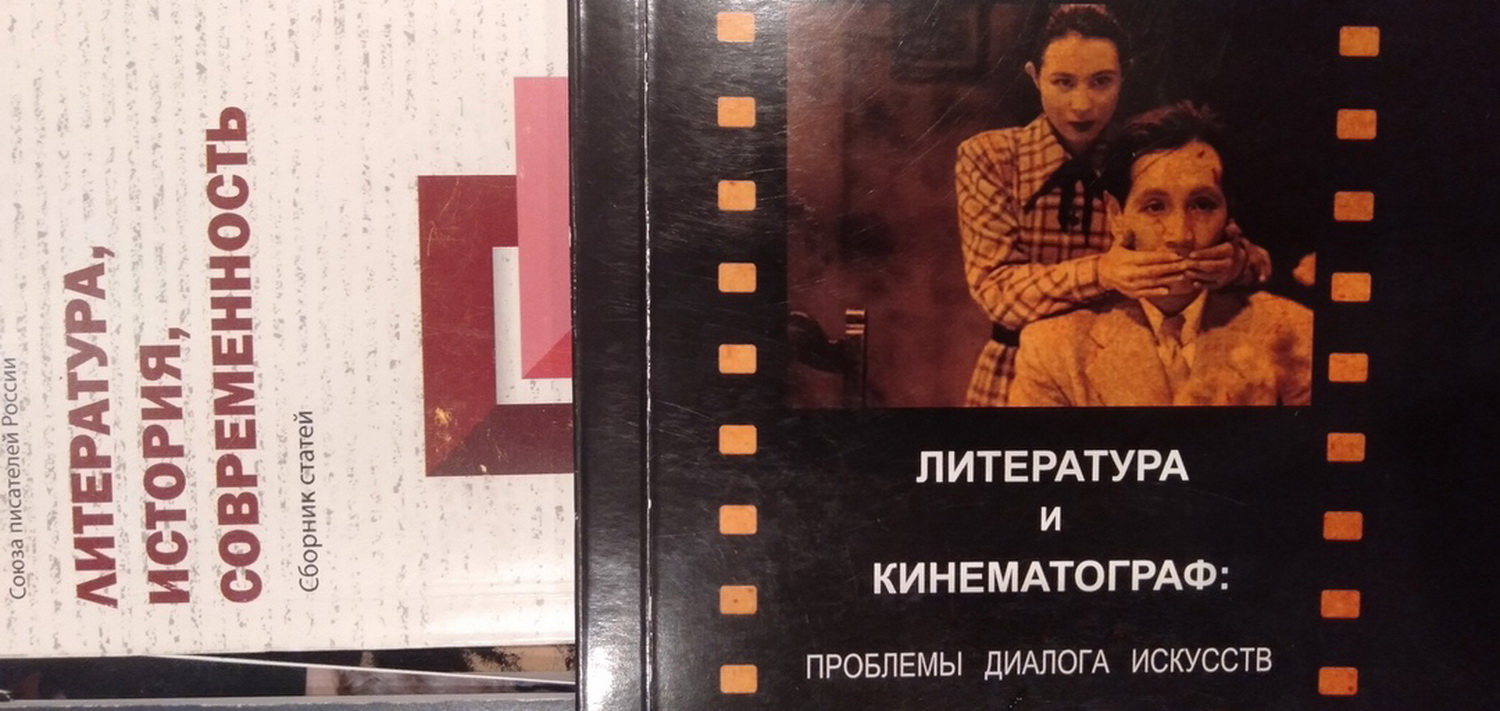 Союза писателей России
ЛИТЕРАТУРА,
ИСТОРИЯ,
СОВРЕМЕННОСТЬ
Сборник статей
ЛИТЕРАТУРА
И
КИНЕМАТОГРАФ:
ПРОБЛЕМЫ ДИАЛОГА ИСКУССТВ